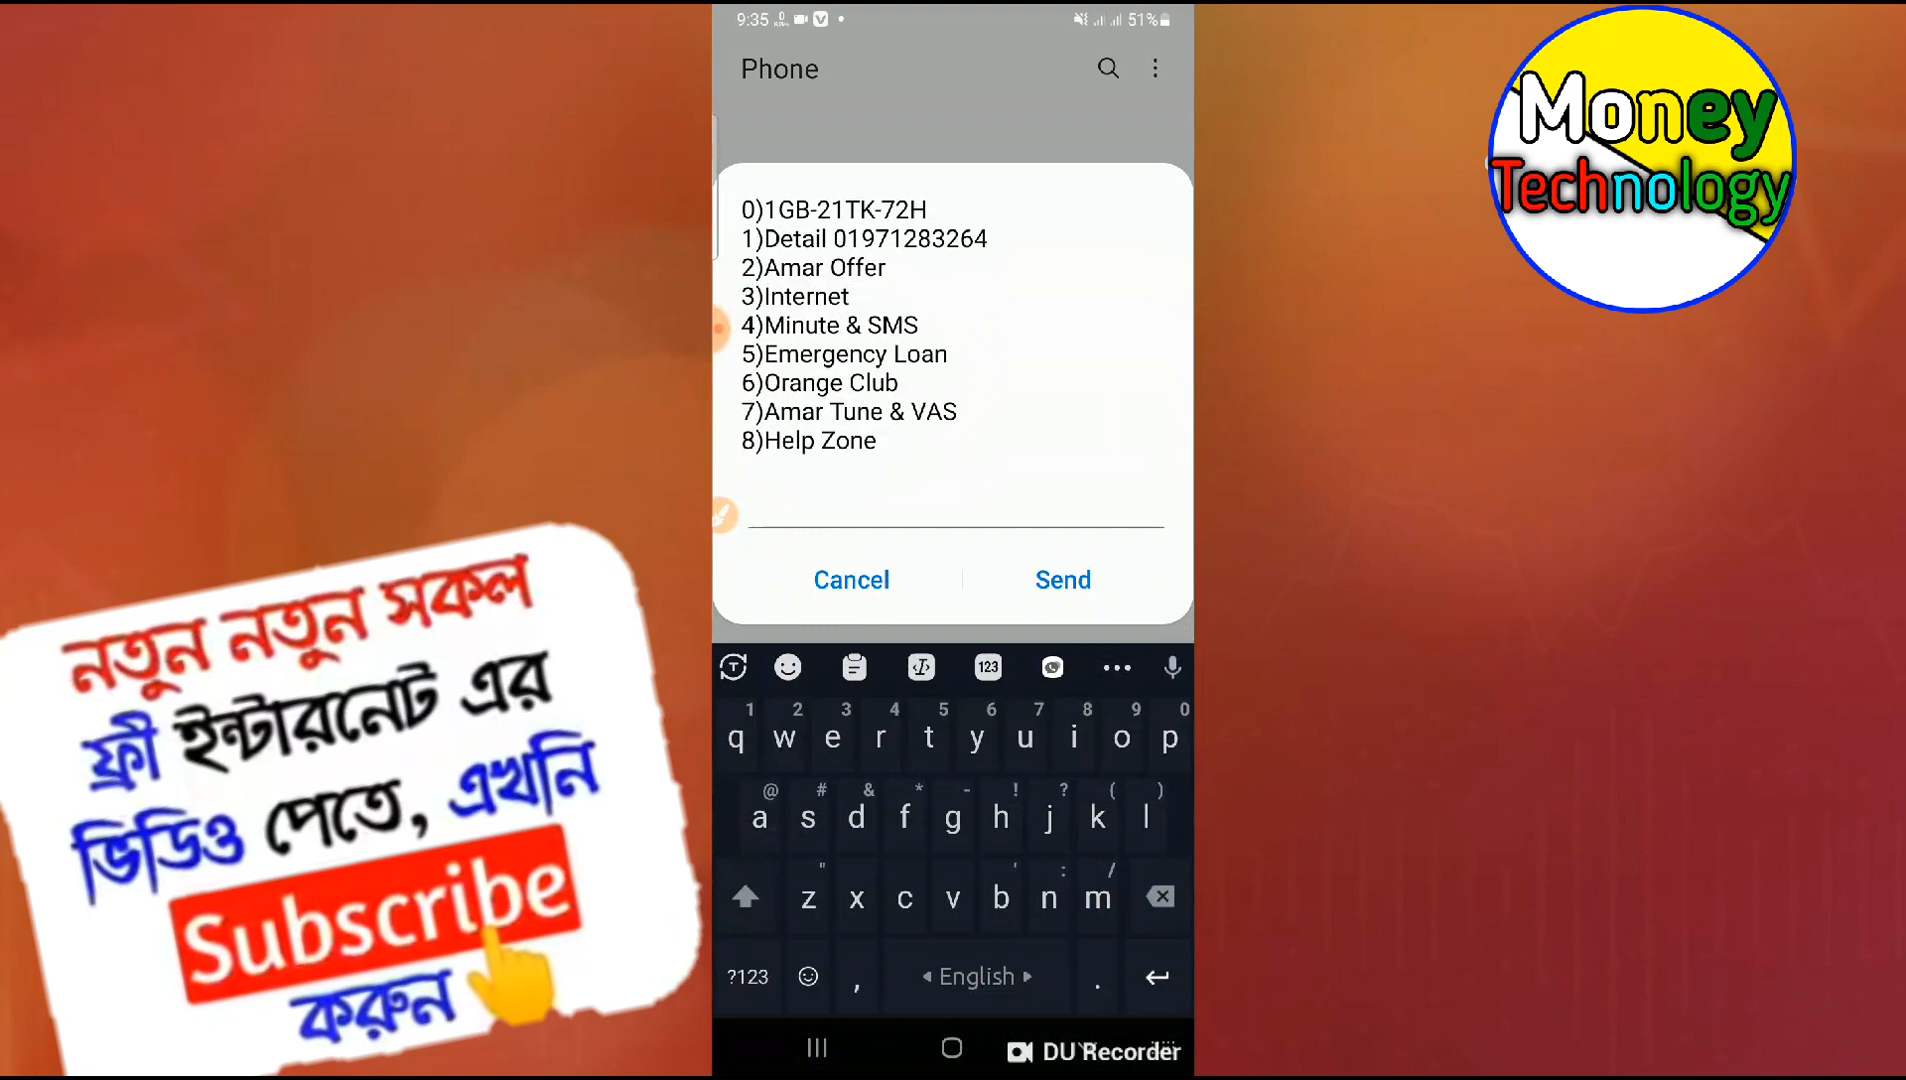 9:35
51%
Phone
Money
Technology
0)1GB-21TK-72H
1)Detail 01971283264
2)Amar Offer
3)Internet
4)Minute & SMS
5)Emergency Loan
6)Orange Club
7)Amar Tune & VAS
8)Help Zone
Cancel
Send
নতুন নতুন সকল
ফ্রী ইন্টারনেট এর
ভিডিও পেতে, এখনি
Subscribe
করুন
123
1 2 3 4 5 6 7 8 9 0
q w e r t y u i o p
@ # & * - ! ? ( )
a s d f g h j k l
" ' : /
z x c v b n m
?123 , English .
DU Recorder